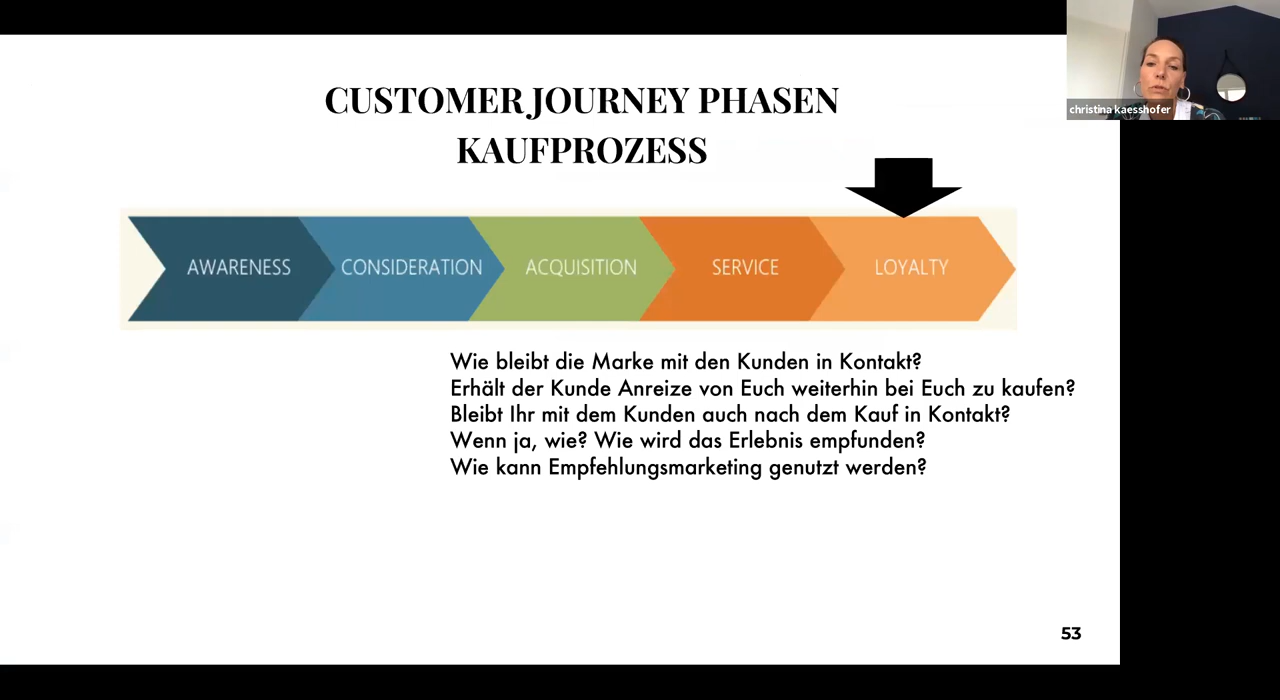 CUSTOMER JOURNEY PHASEN
KAUFPROZESS
christina kaesshofer
AWARENESS
CONSIDERATION
ACQUISITION
SERVICE
LOYALTY
Wie bleibt die Marke mit den Kunden in Kontakt?
Erhält der Kunde Anreize von Euch weiterhin bei Euch zu kaufen?
Bleibt Ihr mit dem Kunden auch nach dem Kauf in Kontakt?
Wenn ja, wie? Wie wird das Erlebnis empfunden?
Wie kann Empfehlungsmarketing genutzt werden?
53